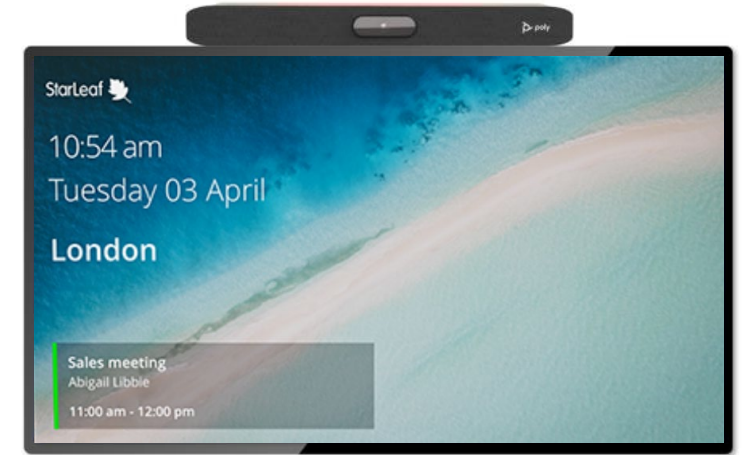 poly
StarLeaf
10:54 am
Tuesday 03 April
London
Sales meeting
Abigail Libbie
11:00 am - 12:00 pm